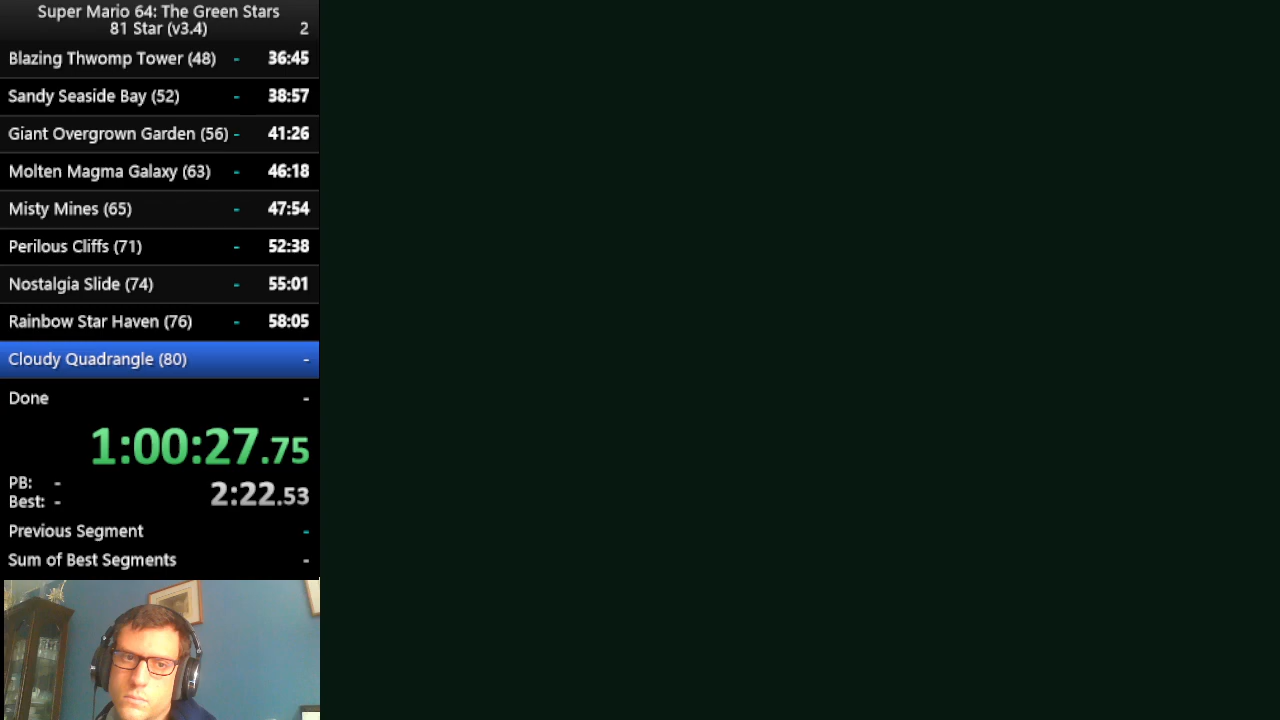 Super Mario 64: The Green Stars
81 Star (v3.4) 2
Blazing Thwomp Tower (48) - 36:45
Sandy Seaside Bay (52) - 38:57
Giant Overgrown Garden (56) - 41:26
Molten Magma Galaxy (63) - 46:18
Misty Mines (65) - 47:54
Perilous Cliffs (71) - 52:38
Nostalgia Slide (74) - 55:01
Rainbow Star Haven (76) - 58:05
Cloudy Quadrangle (80) -
Done -
1:00:27.75
PB: -
Best: - 2:22.53
Previous Segment -
Sum of Best Segments -